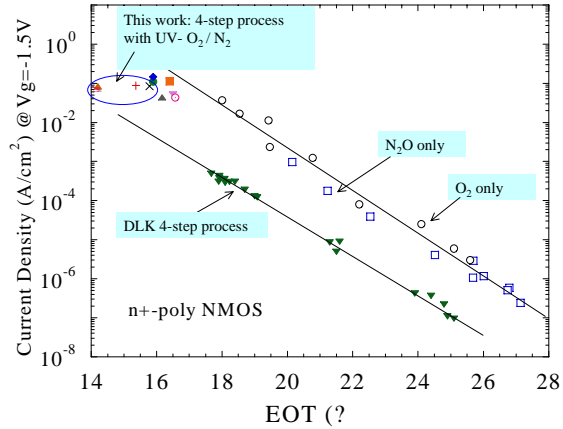 This work: 4-step process
with UV- O₂ / N₂
N₂O only
O₂ only
DLK 4-step process
n+-poly NMOS
Current Density (A/cm²) @ Vg=-1.5V
10²
10⁰
10⁻²
10⁻⁴
10⁻⁶
10⁻⁸
14 16 18 20 22 24 26 28
EOT (?